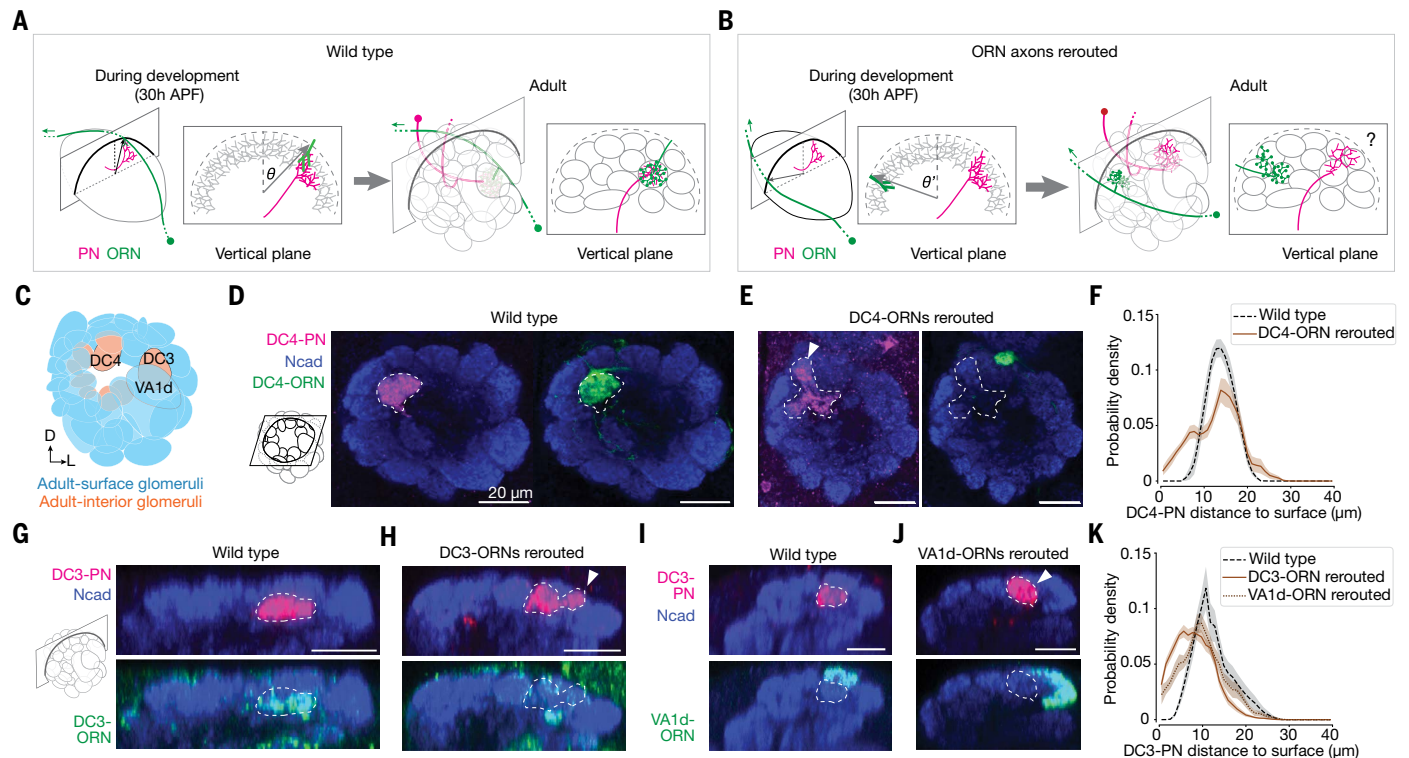 A
Wild type
During development
(30h APF)
Adult
θ
PN ORN
Vertical plane
Vertical plane
B
ORN axons rerouted
During development
(30h APF)
Adult
θ'
?
PN ORN
Vertical plane
Vertical plane
C
DC4
DC3
VA1d
D
L
Adult-surface glomeruli
Adult-interior glomeruli
D
Wild type
DC4-PN
Ncad
DC4-ORN
20 µm
E
DC4-ORNs rerouted
F
Wild type
DC4-ORN rerouted
Probability density
0.15
0.10
0.05
0
0 10 20 30 40
DC4-PN distance to surface (µm)
G
Wild type
DC3-PN
Ncad
DC3-
ORN
H
DC3-ORNs rerouted
I
Wild type
DC3-
PN
Ncad
VA1d-
ORN
J
VA1d-ORNs rerouted
K
Wild type
DC3-ORN rerouted
VA1d-ORN rerouted
Probability density
0.15
0.1
0.05
0
0 10 20 30 40
DC3-PN distance to surface (µm)